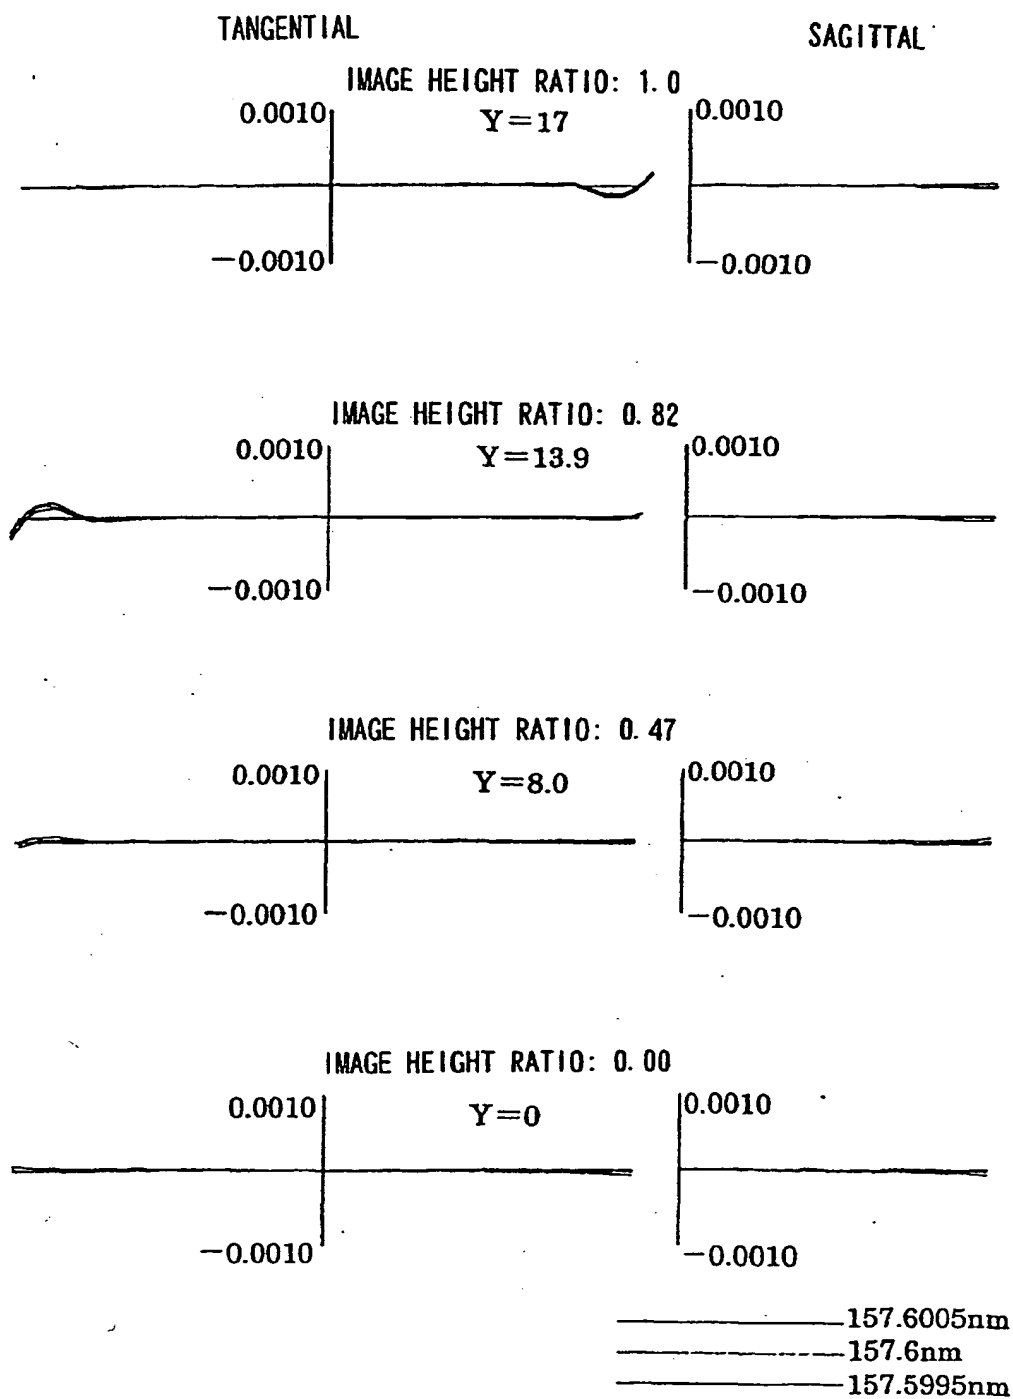 TANGENTIAL SAGITTAL
IMAGE HEIGHT RATIO: 1.0
0.0010 Y=17 0.0010
-0.0010 -0.0010
IMAGE HEIGHT RATIO: 0.82
0.0010 Y=13.9 0.0010
-0.0010 -0.0010
IMAGE HEIGHT RATIO: 0.47
0.0010 Y=8.0 0.0010
-0.0010 -0.0010
IMAGE HEIGHT RATIO: 0.00
0.0010 Y=0 0.0010
-0.0010 -0.0010
157.6005nm
157.6nm
157.5995nm